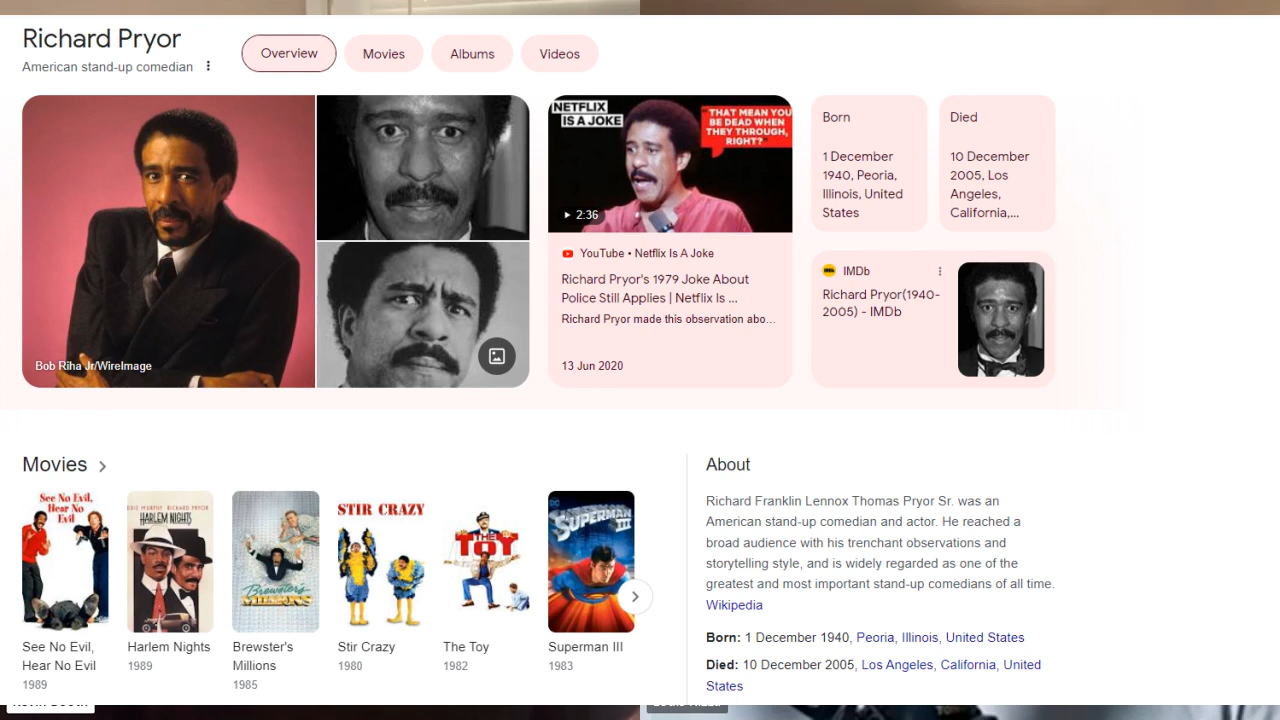 Richard Pryor
American stand-up comedian
Overview
Movies
Albums
Videos
Bob Riha Jr/WireImage
NETFLIX
IS A JOKE
THAT MEAN YOU
BE DEAD WHEN
THEY THROUGH,
RIGHT?
2:36
YouTube • Netflix Is A Joke
Richard Pryor's 1979 Joke About
Police Still Applies | Netflix Is ...
Richard Pryor made this observation abo...
13 Jun 2020
Born
1 December
1940, Peoria,
Illinois, United
States
Died
10 December
2005, Los
Angeles,
California,...
IMDb
Richard Pryor(1940-
2005) - IMDb
Movies
See No Evil,
Hear No
Evil
See No Evil,
Hear No Evil
1989
RICHARD PRYOR
HARLEM NIGHTS
Harlem Nights
1989
Brewster's
Millions
Brewster's
Millions
1985
STIR CRAZY
Stir Crazy
1980
THE
TOY
The Toy
1982
DC
SUPERMAN
III
Superman III
1983
About
Richard Franklin Lennox Thomas Pryor Sr. was an
American stand-up comedian and actor. He reached a
broad audience with his trenchant observations and
storytelling style, and is widely regarded as one of the
greatest and most important stand-up comedians of all time.
Wikipedia
Born: 1 December 1940, Peoria, Illinois, United States
Died: 10 December 2005, Los Angeles, California, United
States